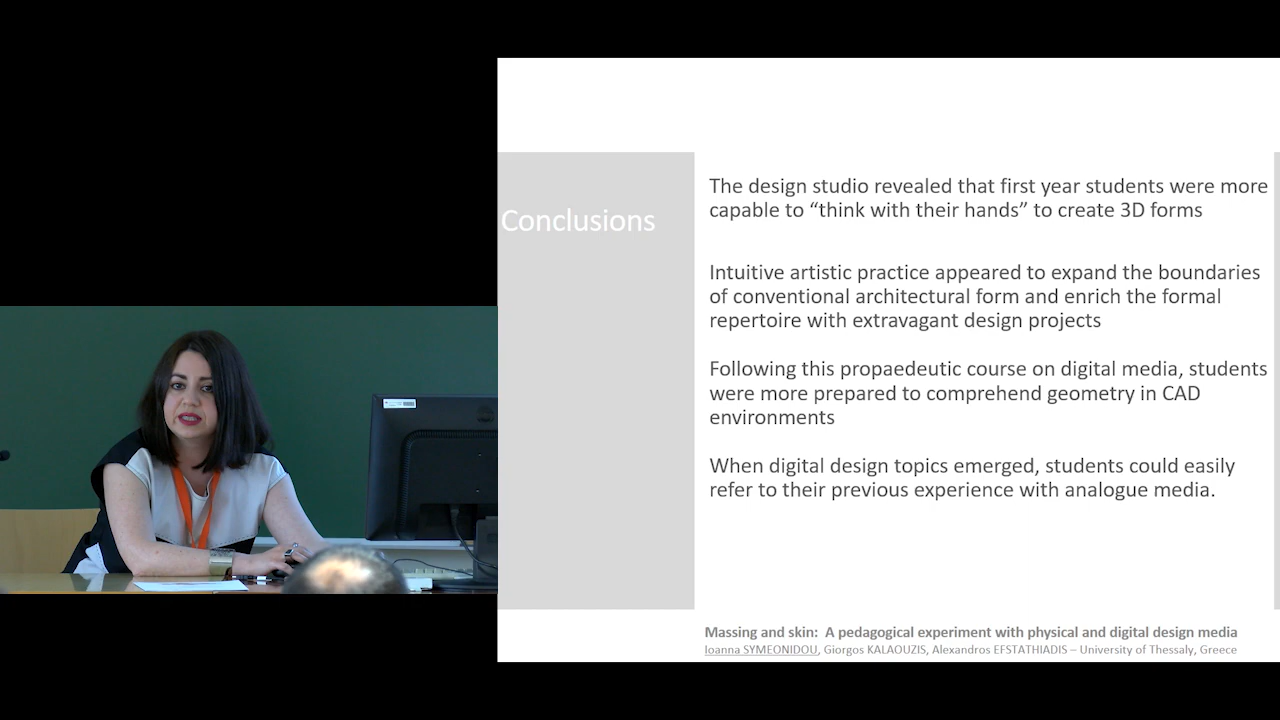 Conclusions
The design studio revealed that first year students were more
capable to “think with their hands” to create 3D forms
Intuitive artistic practice appeared to expand the boundaries
of conventional architectural form and enrich the formal
repertoire with extravagant design projects
Following this propaedeutic course on digital media, students
were more prepared to comprehend geometry in CAD
environments
When digital design topics emerged, students could easily
refer to their previous experience with analogue media.
Massing and skin:  A pedagogical experiment with physical and digital design media
Ioanna SYMEONIDOU, Giorgos KALAOUZIS, Alexandros EFSTATHIADIS – University of Thessaly, Greece